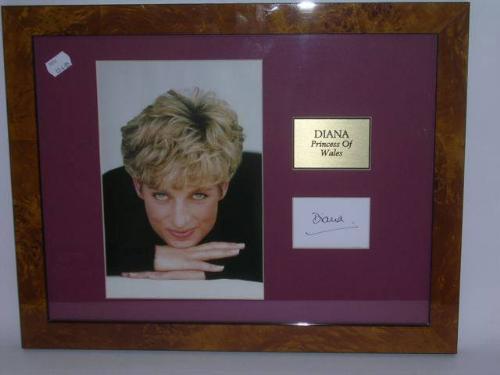 DIANA
Princess Of
Wales
Diana